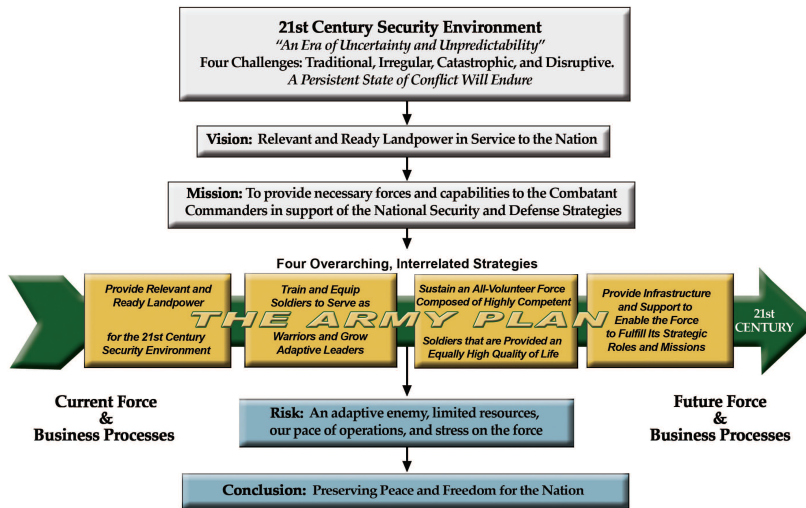 21st Century Security Environment
“An Era of Uncertainty and Unpredictability”
Four Challenges: Traditional, Irregular, Catastrophic, and Disruptive.
A Persistent State of Conflict Will Endure
Vision: Relevant and Ready Landpower in Service to the Nation
Mission: To provide necessary forces and capabilities to the Combatant
Commanders in support of the National Security and Defense Strategies
Four Overarching, Interrelated Strategies
Provide Relevant and
Ready Landpower
for the 21st Century
Security Environment
Train and Equip
Soldiers to Serve as
Warriors and Grow
Adaptive Leaders
Sustain an All-Volunteer Force
Composed of Highly Competent
Soldiers that are Provided an
Equally High Quality of Life
Provide Infrastructure
and Support to
Enable the Force
to Fulfill Its Strategic
Roles and Missions
THE ARMY PLAN
21st
CENTURY
Current Force
&
Business Processes
Future Force
&
Business Processes
Risk: An adaptive enemy, limited resources,
our pace of operations, and stress on the force
Conclusion: Preserving Peace and Freedom for the Nation